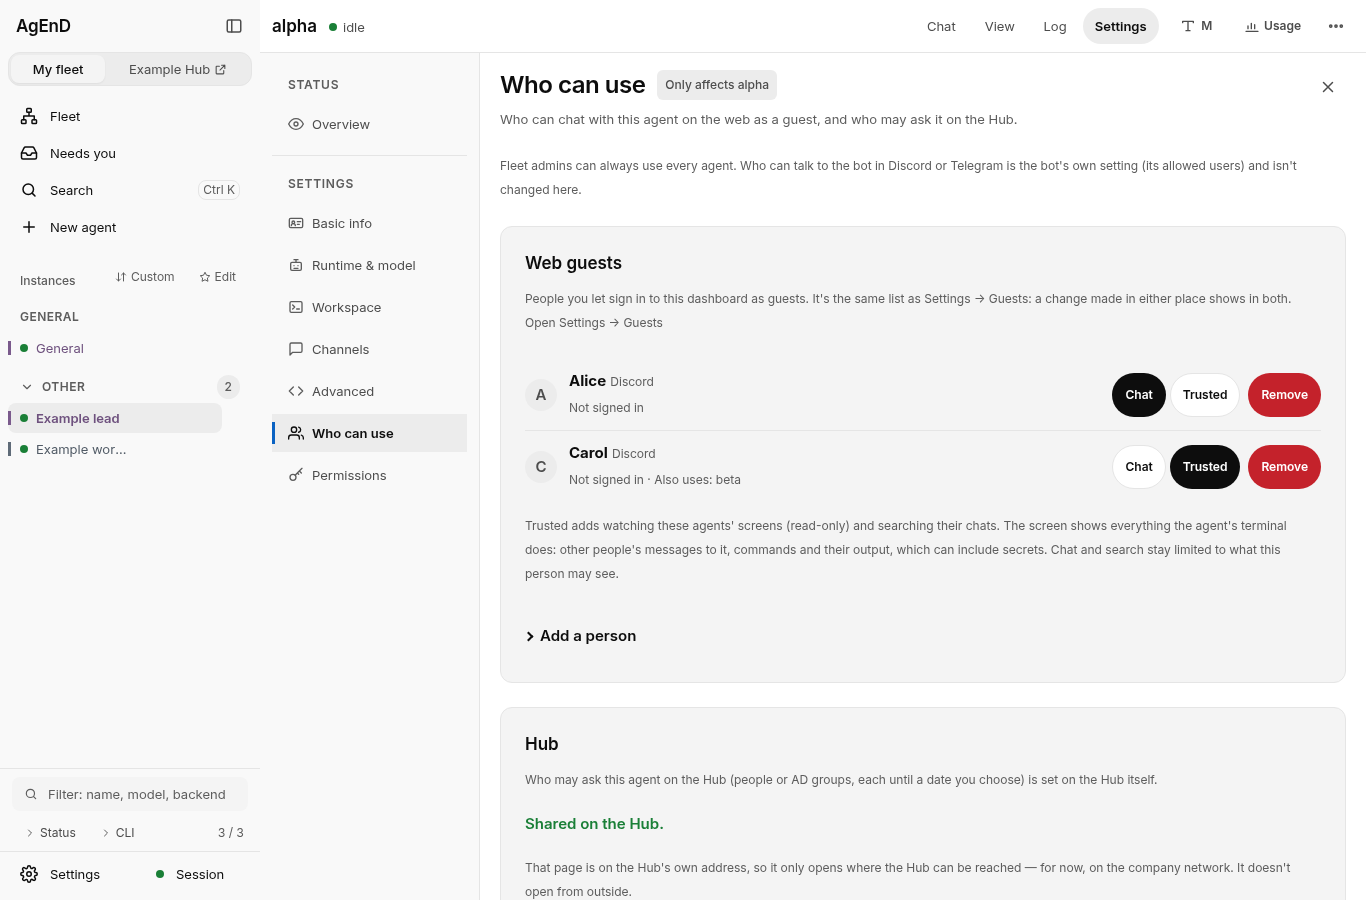 AgEnD
My fleet
Example Hub
Fleet
Needs you
Search
Ctrl K
New agent
Instances
Custom
Edit
GENERAL
General
OTHER
2
Example lead
Example wor...
Filter: name, model, backend
Status
CLI
3 / 3
Settings
Session
alpha
idle
Chat
View
Log
Settings
M
Usage
STATUS
Overview
SETTINGS
Basic info
Runtime & model
Workspace
Channels
Advanced
Who can use
Permissions
Who can use
Only affects alpha
Who can chat with this agent on the web as a guest, and who may ask it on the Hub.
Fleet admins can always use every agent. Who can talk to the bot in Discord or Telegram is the bot's own setting (its allowed users) and isn't
changed here.
Web guests
People you let sign in to this dashboard as guests. It's the same list as Settings → Guests: a change made in either place shows in both.
Open Settings → Guests
A
Alice Discord
Not signed in
Chat
Trusted
Remove
C
Carol Discord
Not signed in · Also uses: beta
Chat
Trusted
Remove
Trusted adds watching these agents' screens (read-only) and searching their chats. The screen shows everything the agent's terminal
does: other people's messages to it, commands and their output, which can include secrets. Chat and search stay limited to what this
person may see.
Add a person
Hub
Who may ask this agent on the Hub (people or AD groups, each until a date you choose) is set on the Hub itself.
Shared on the Hub.
That page is on the Hub's own address, so it only opens where the Hub can be reached — for now, on the company network. It doesn't
open from outside.